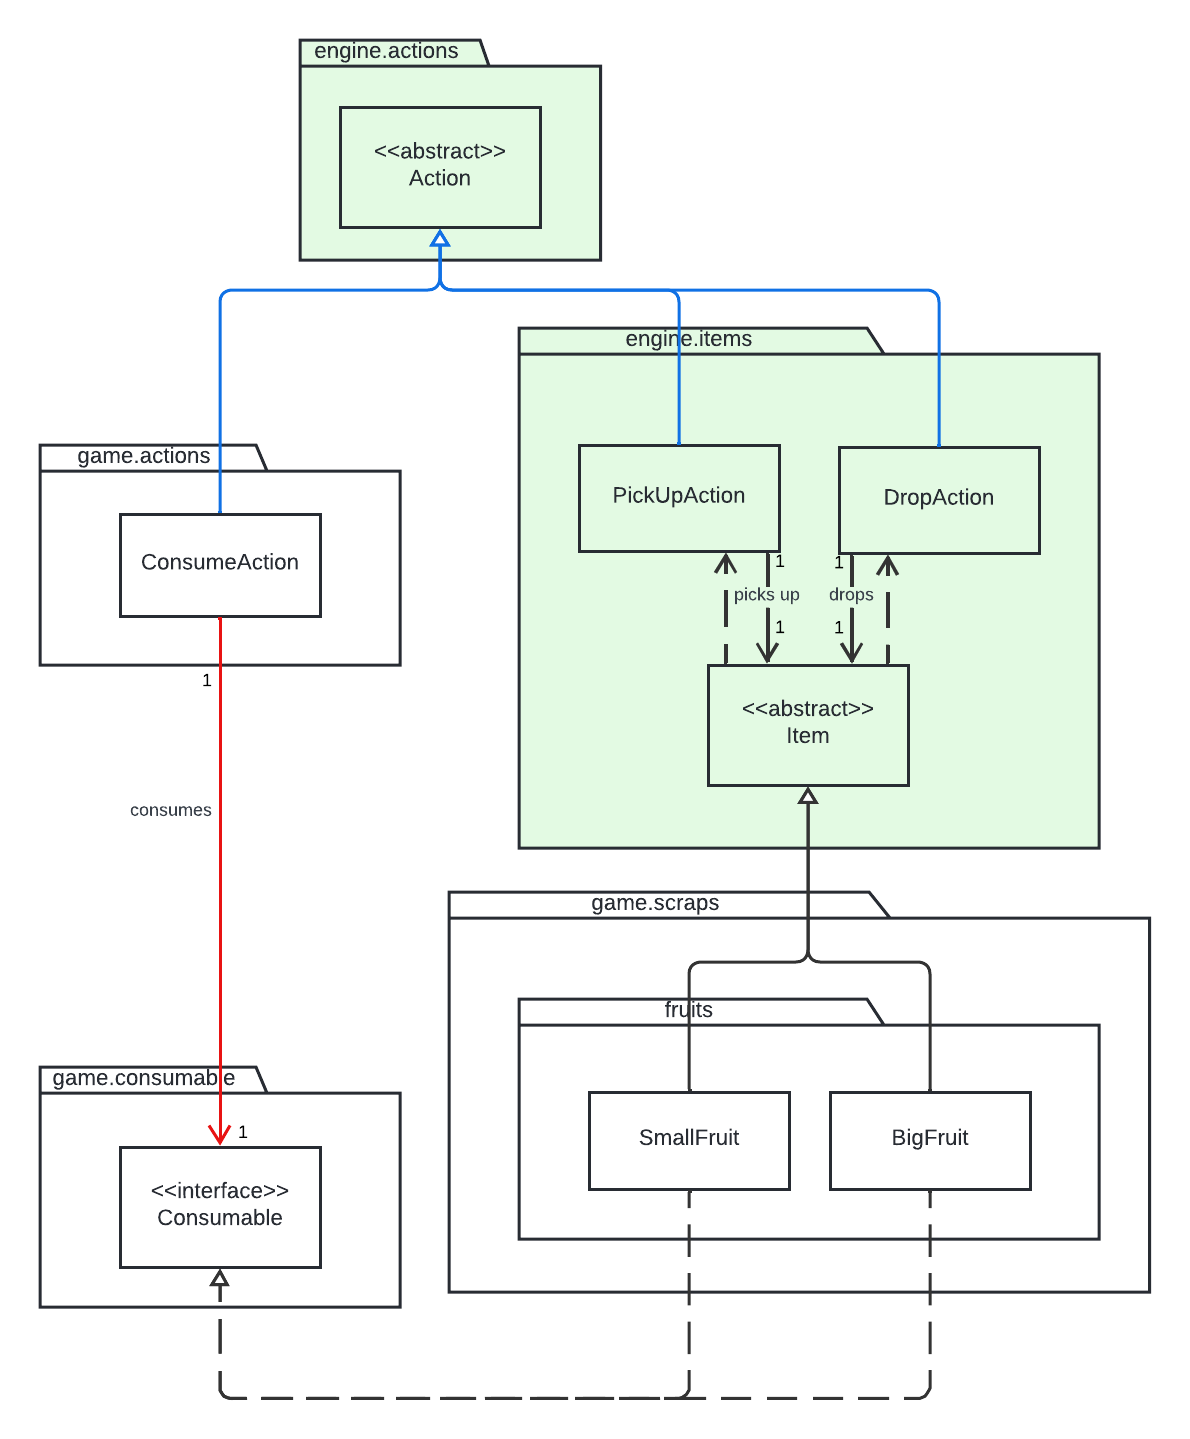 engine.actions
<<abstract>>
Action
engine.items
game.actions
PickUpAction
DropAction
ConsumeAction
1
1
picks up
drops
1
1
1
<<abstract>>
Item
consumes
game.scraps
fruits
game.consumable
1
SmallFruit
BigFruit
<<interface>>
Consumable